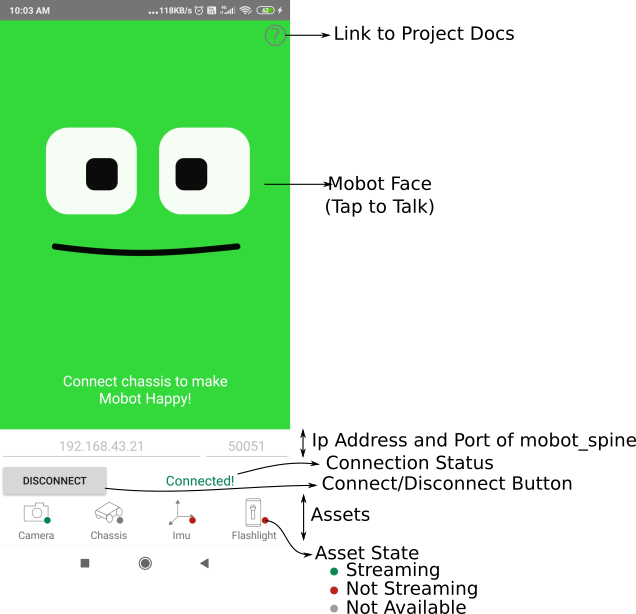 10:03 AM
...118KB/s
4G
62
?
Link to Project Docs
Mobot Face
(Tap to Talk)
Connect chassis to make
Mobot Happy!
192.168.43.21
50051
Ip Address and Port of mobot_spine
Connection Status
DISCONNECT
Connected!
Connect/Disconnect Button
Assets
Camera
Chassis
Imu
Flashlight
Asset State
Streaming
Not Streaming
Not Available